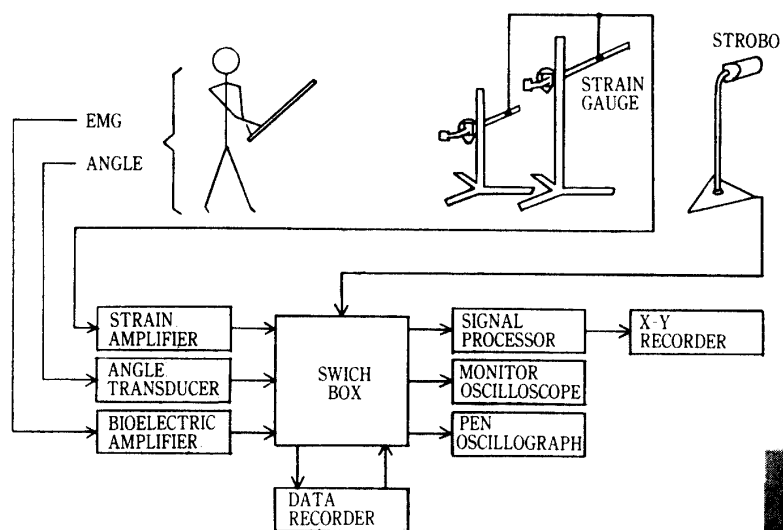 STROBO
STRAIN
GAUGE
EMG
ANGLE
STRAIN
AMPLIFIER
ANGLE
TRANSDUCER
BIOELECTRIC
AMPLIFIER
SWICH
BOX
SIGNAL
PROCESSOR
X-Y
RECORDER
MONITOR
OSCILLOSCOPE
PEN
OSCILLOGRAPH
DATA
RECORDER